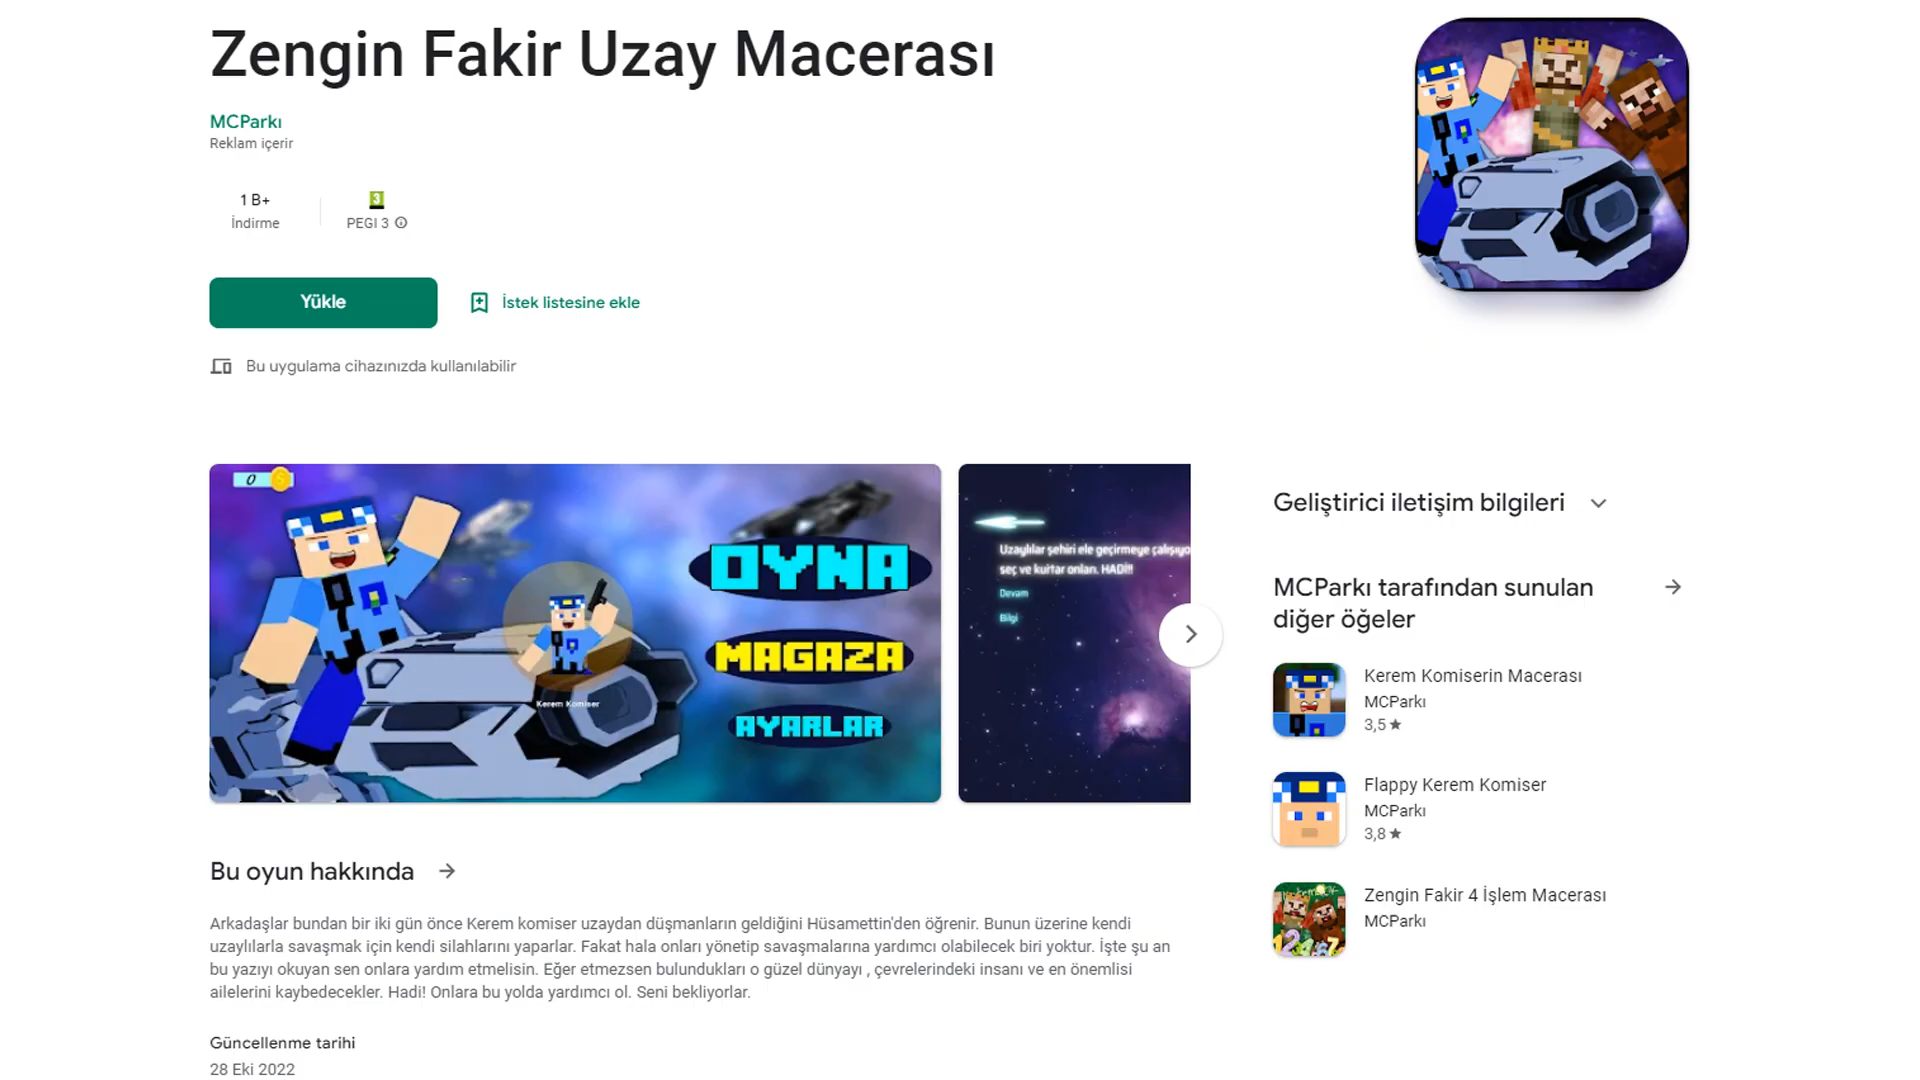 Zengin Fakir Uzay Macerası
MCParkı
Reklam içerir
1 B+
İndirme
3
PEGI 3
Yükle
İstek listesine ekle
Bu uygulama cihazınızda kullanılabilir
0
OYNA
MAGAZA
AYARLAR
Kerem Komiser
Uzaylılar şehiri ele geçirmeye çalışıyo
seç ve kurtar onları. HADİ!!
Devam
Bilgi
Geliştirici iletişim bilgileri
MCParkı tarafından sunulan
diğer öğeler
Kerem Komiserin Macerası
MCParkı
3,5
Flappy Kerem Komiser
MCParkı
3,8
Zengin Fakir 4 İşlem Macerası
MCParkı
Bu oyun hakkında
Arkadaşlar bundan bir iki gün önce Kerem komiser uzaydan düşmanların geldiğini Hüsamettin'den öğrenir. Bunun üzerine kendi
uzaylılarla savaşmak için kendi silahlarını yaparlar. Fakat hala onları yönetip savaşmalarına yardımcı olabilecek biri yoktur. İşte şu an
bu yazıyı okuyan sen onlara yardım etmelisin. Eğer etmezsen bulundukları o güzel dünyayı , çevrelerindeki insanı ve en önemlisi
ailelerini kaybedecekler. Hadi! Onlara bu yolda yardımcı ol. Seni bekliyorlar.
Güncellenme tarihi
28 Eki 2022